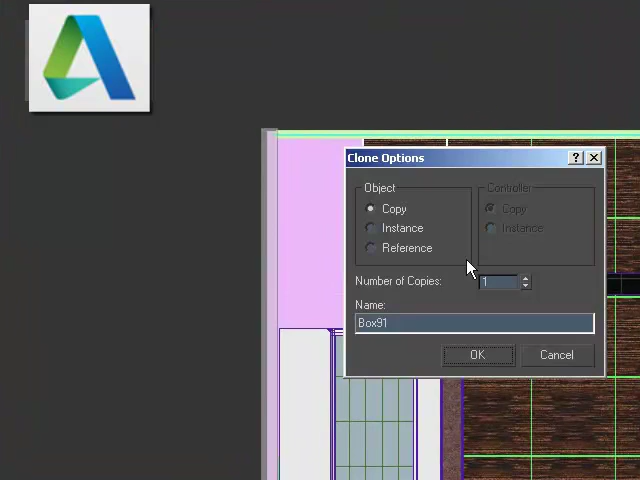 Clone Options
Object
Controller
Copy
Copy
Instance
Instance
Reference
Number of Copies:
1
Name:
Box91
OK
Cancel